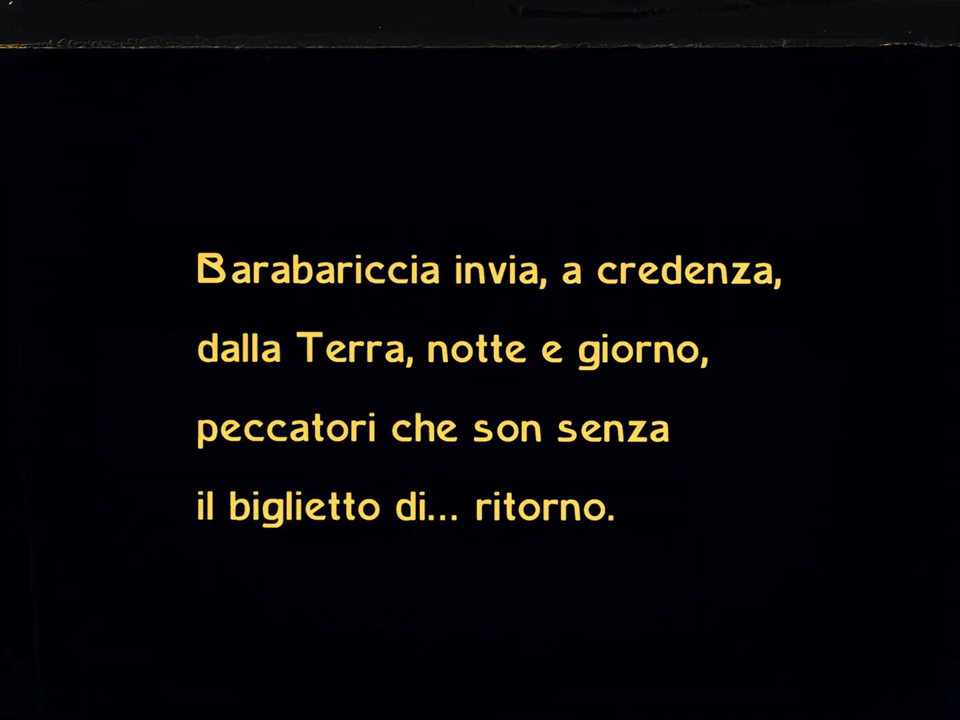 Barabariccia invia, a credenza,
dalla Terra, notte e giorno,
peccatori che son senza
il biglietto di... ritorno.